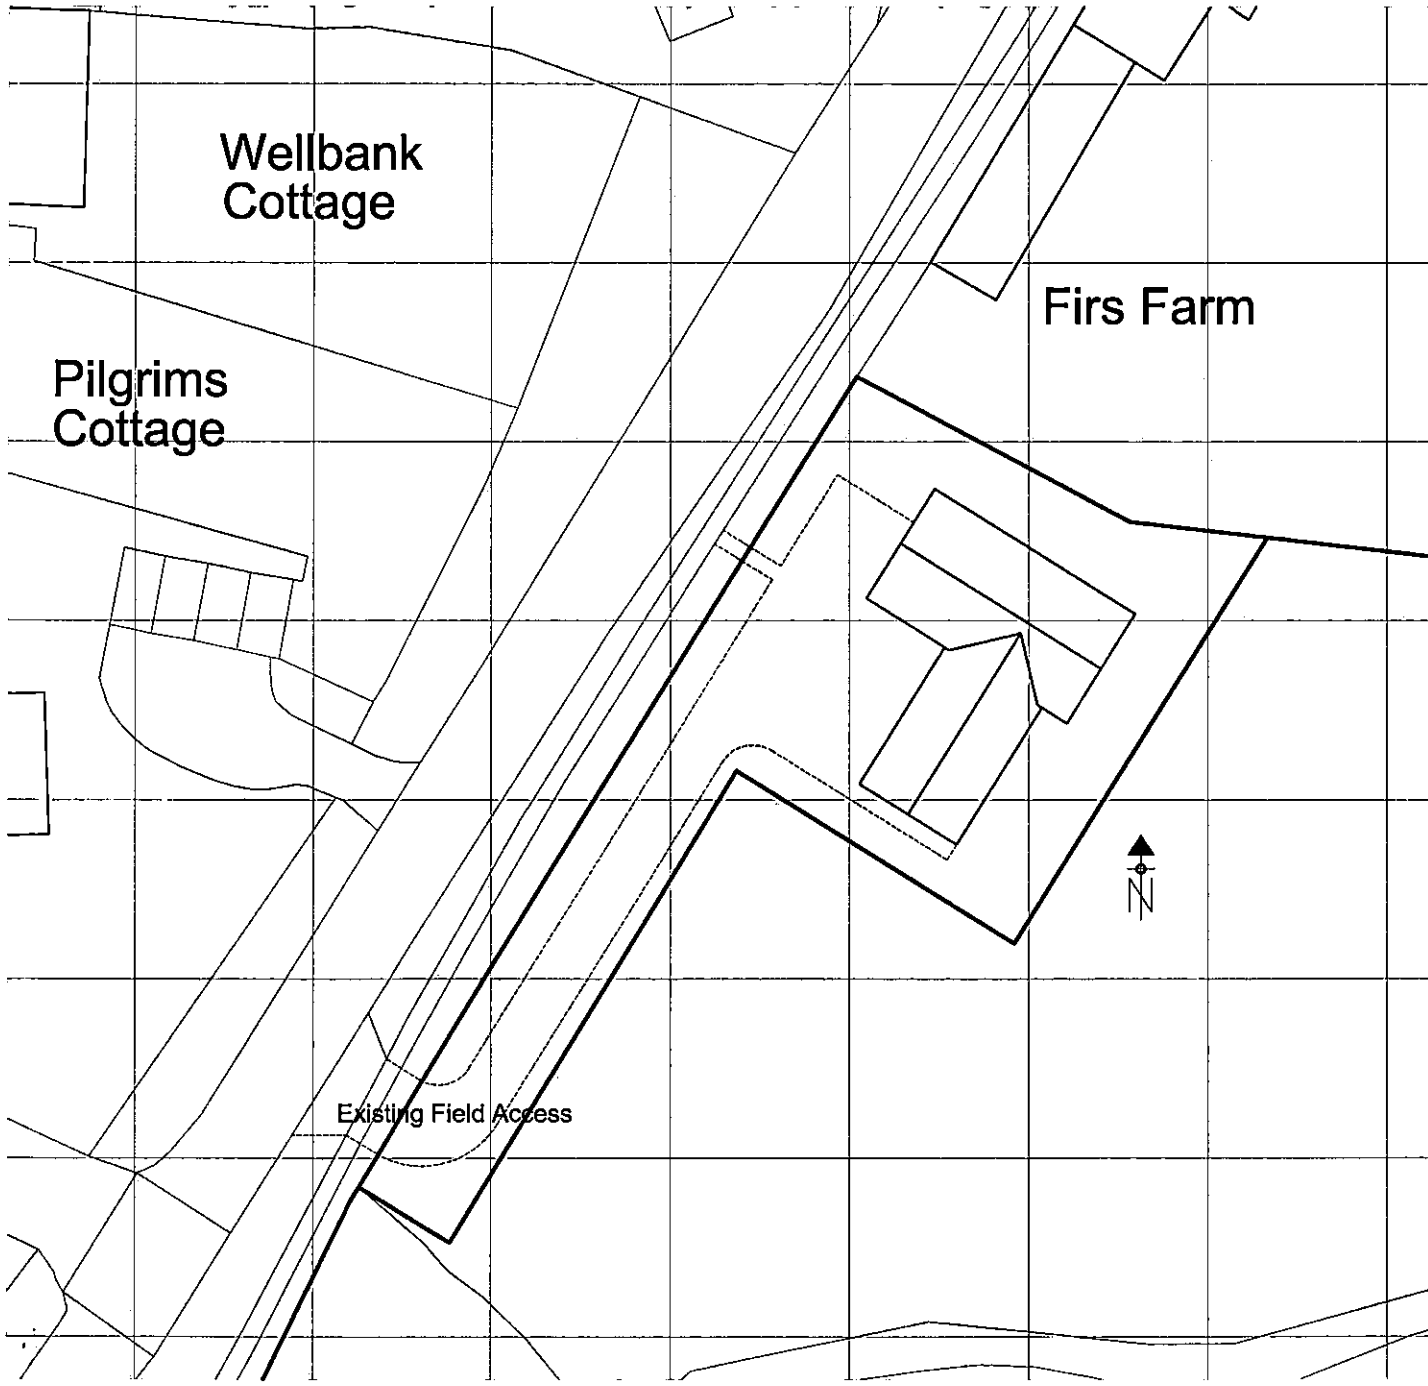 Wellbank
Cottage
Firs Farm
Pilgrims
Cottage
N
Existing Field Access